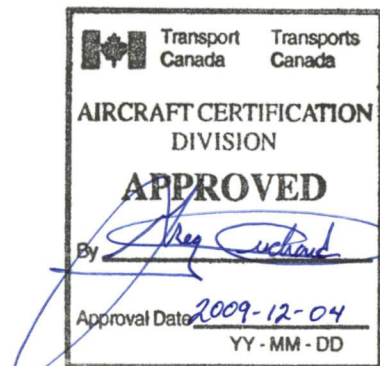 Transport Transports
Canada Canada
AIRCRAFT CERTIFICATION
DIVISION
APPROVED
By
Approval Date 2009-12-04
YY - MM - DD